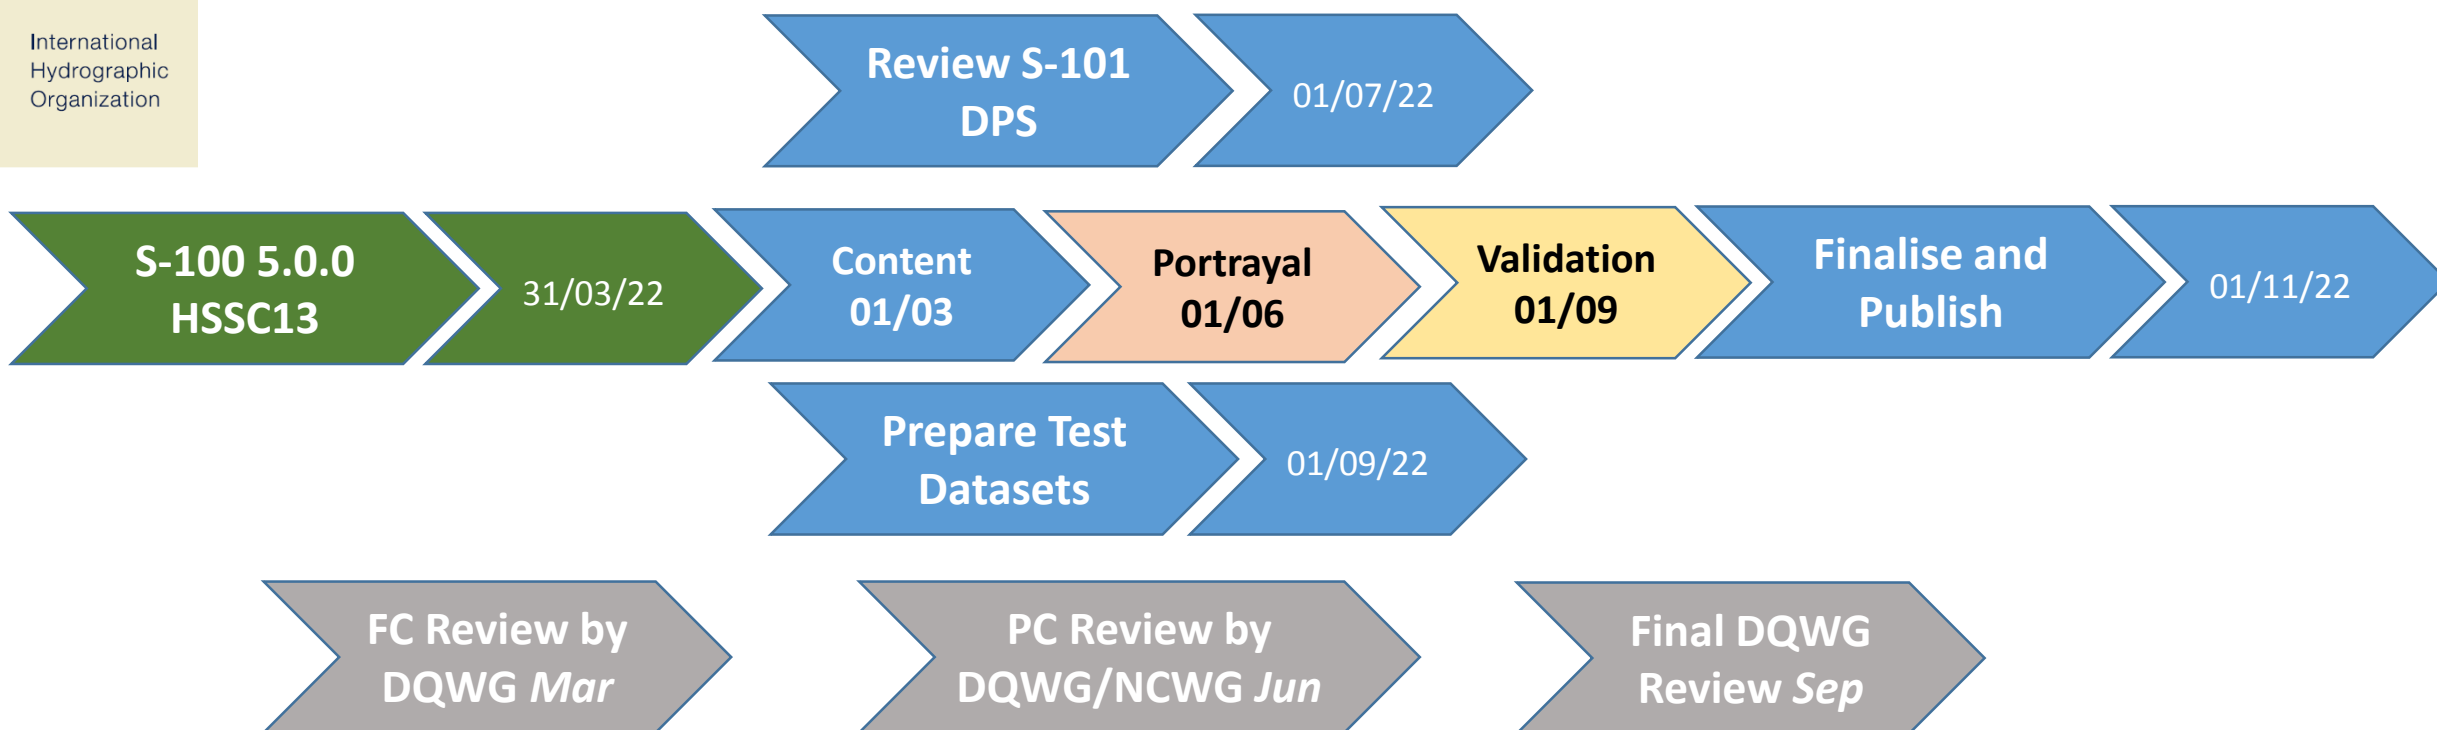 International
Hydrographic
Organization
Review S-101
DPS
01/07/22
S-100 5.0.0
HSSC13
31/03/22
Content
01/03
Portrayal
01/06
Validation
01/09
Finalise and
Publish
01/11/22
Prepare Test
Datasets
01/09/22
FC Review by
DQWG Mar
PC Review by
DQWG/NCWG Jun
Final DQWG
Review Sep